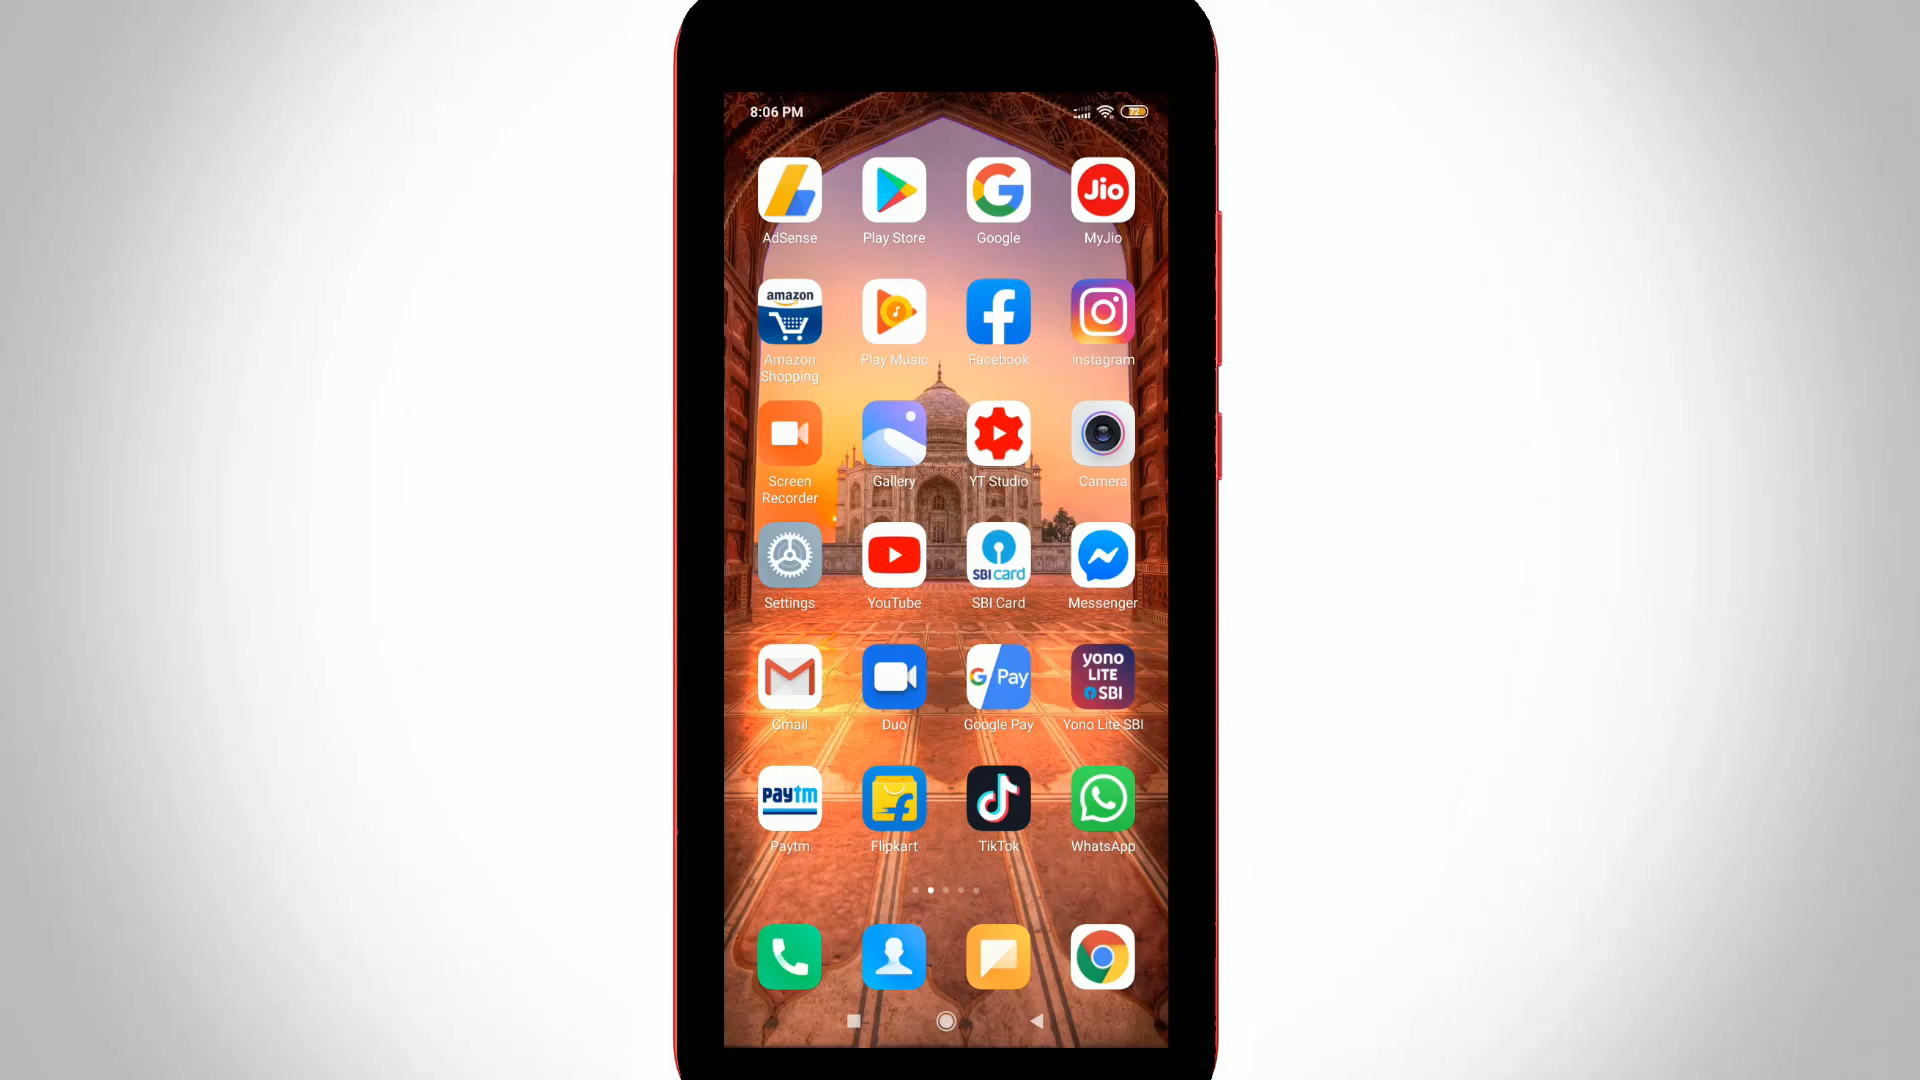 8:06 PM
72
Jio
AdSense
Play Store
Google
MyJio
amazon
Amazon
Shopping
Play Music
Facebook
Instagram
Screen
Recorder
Gallery
YT Studio
Camera
SBI card
Settings
YouTube
SBI Card
Messenger
G Pay
yono
LITE
SBI
Gmail
Duo
Google Pay
Yono Lite SBI
paytm
Paytm
Flipkart
TikTok
WhatsApp